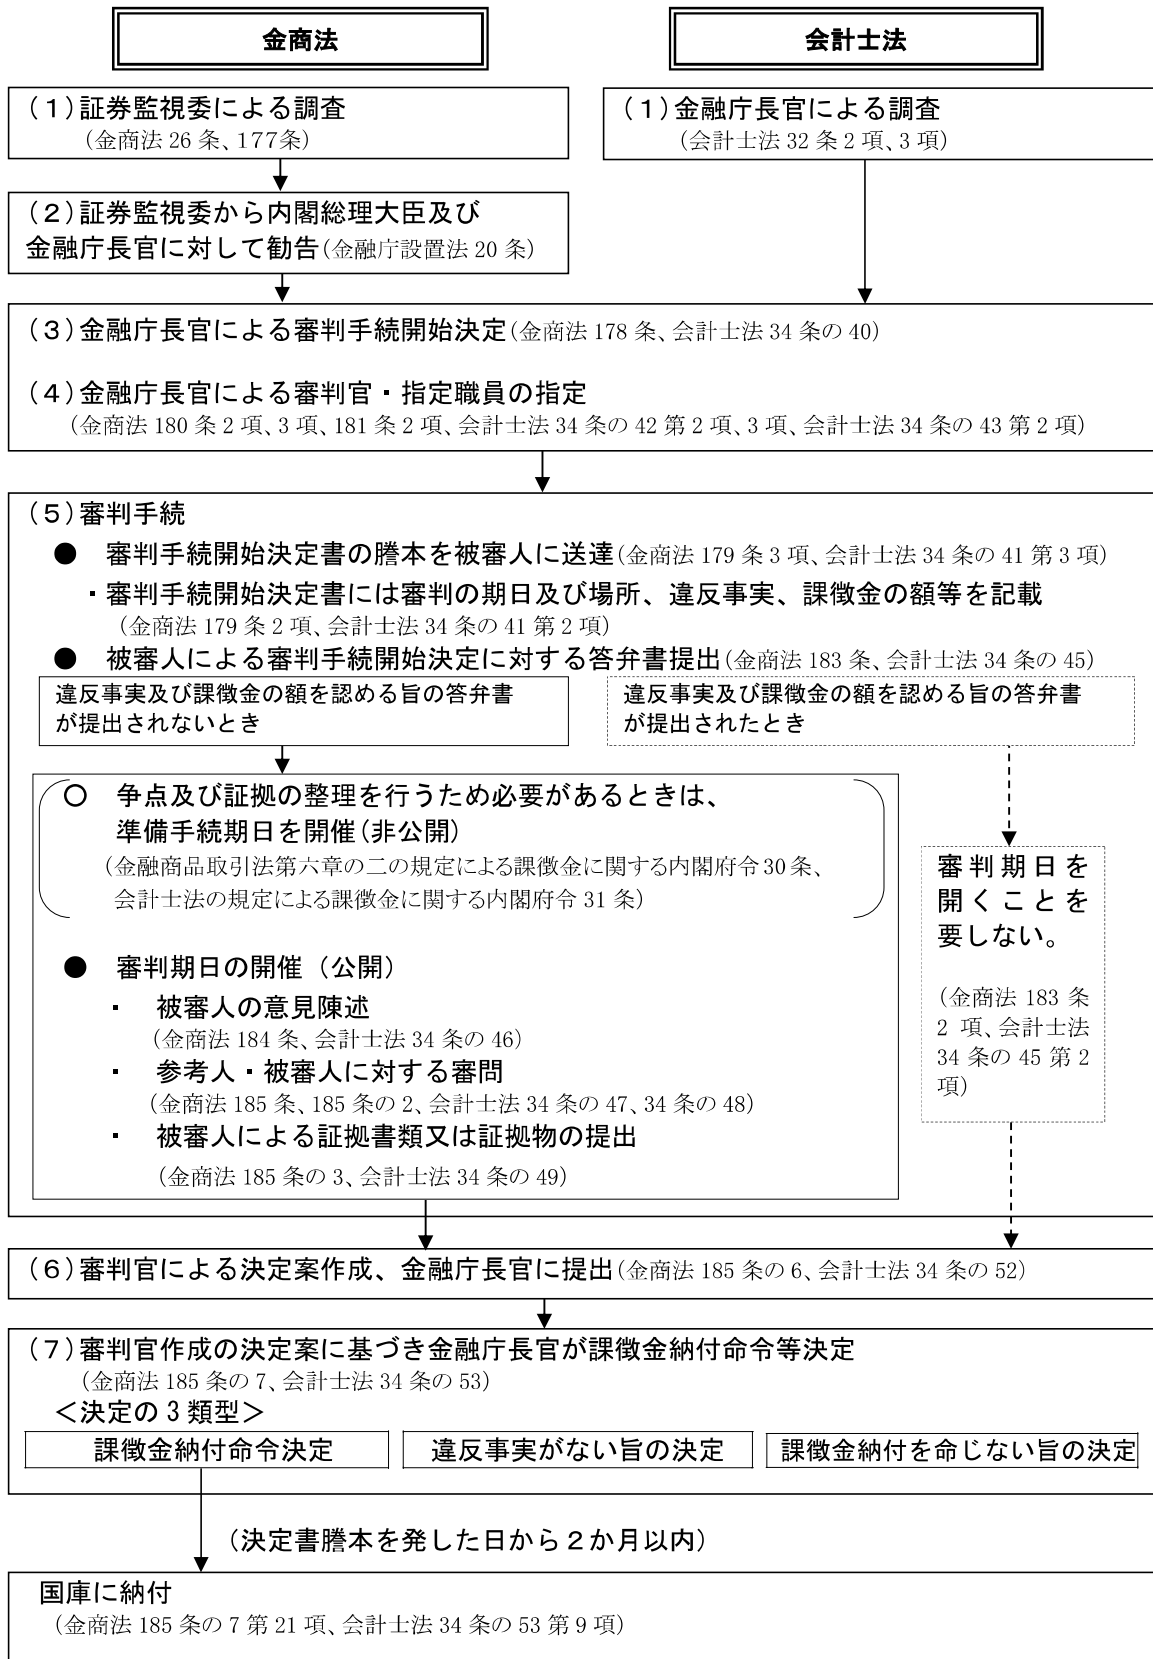 金商法
会計士法
（１）証券監視委による調査
（金商法 26 条、177条）
（１）金融庁長官による調査
（会計士法 32 条 2 項、3 項）
（２）証券監視委から内閣総理大臣及び
金融庁長官に対して勧告（金融庁設置法 20 条）
（３）金融庁長官による審判手続開始決定（金商法 178 条、会計士法 34 条の 40）
（４）金融庁長官による審判官・指定職員の指定
（金商法 180 条 2 項、3 項、181 条 2 項、会計士法 34 条の 42 第 2 項、3 項、会計士法 34 条の 43 第 2 項）
（５）審判手続
● 審判手続開始決定書の謄本を被審人に送達（金商法 179 条 3 項、会計士法 34 条の 41 第 3 項）
・審判手続開始決定書には審判の期日及び場所、違反事実、課徴金の額等を記載
（金商法 179 条 2 項、会計士法 34 条の 41 第 2 項）
● 被審人による審判手続開始決定に対する答弁書提出（金商法 183 条、会計士法 34 条の 45）
違反事実及び課徴金の額を認める旨の答弁書
が提出されないとき
違反事実及び課徴金の額を認める旨の答弁書
が提出されたとき
○ 争点及び証拠の整理を行うため必要があるときは、
準備手続期日を開催（非公開）
（金融商品取引法第六章の二の規定による課徴金に関する内閣府令 30 条、
会計士法の規定による課徴金に関する内閣府令 31 条）
● 審判期日の開催（公開）
・ 被審人の意見陳述
（金商法 184 条、会計士法 34 条の 46）
・ 参考人・被審人に対する審問
（金商法 185 条、185 条の 2、会計士法 34 条の 47、34 条の 48）
・ 被審人による証拠書類又は証拠物の提出
（金商法 185 条の 3、会計士法 34 条の 49）
審判期日を
開くことを
要しない。
（金商法 183 条
2 項、会計士法
34 条の 45 第 2
項）
（６）審判官による決定案作成、金融庁長官に提出（金商法 185 条の 6、会計士法 34 条の 52）
（７）審判官作成の決定案に基づき金融庁長官が課徴金納付命令等決定
（金商法 185 条の 7、会計士法 34 条の 53）
＜決定の３類型＞
課徴金納付命令決定
違反事実がない旨の決定
課徴金納付を命じない旨の決定
（決定書謄本を発した日から２か月以内）
国庫に納付
（金商法 185 条の 7 第 21 項、会計士法 34 条の 53 第 9 項）